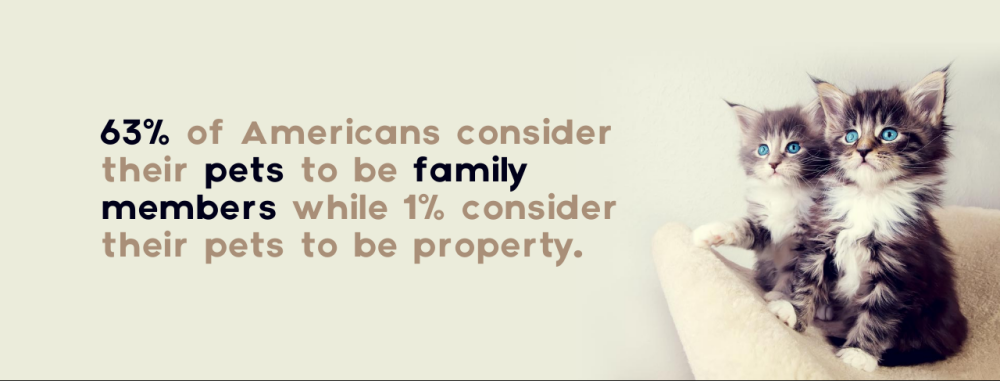 63% of Americans consider
their pets to be family
members while 1% consider
their pets to be property.